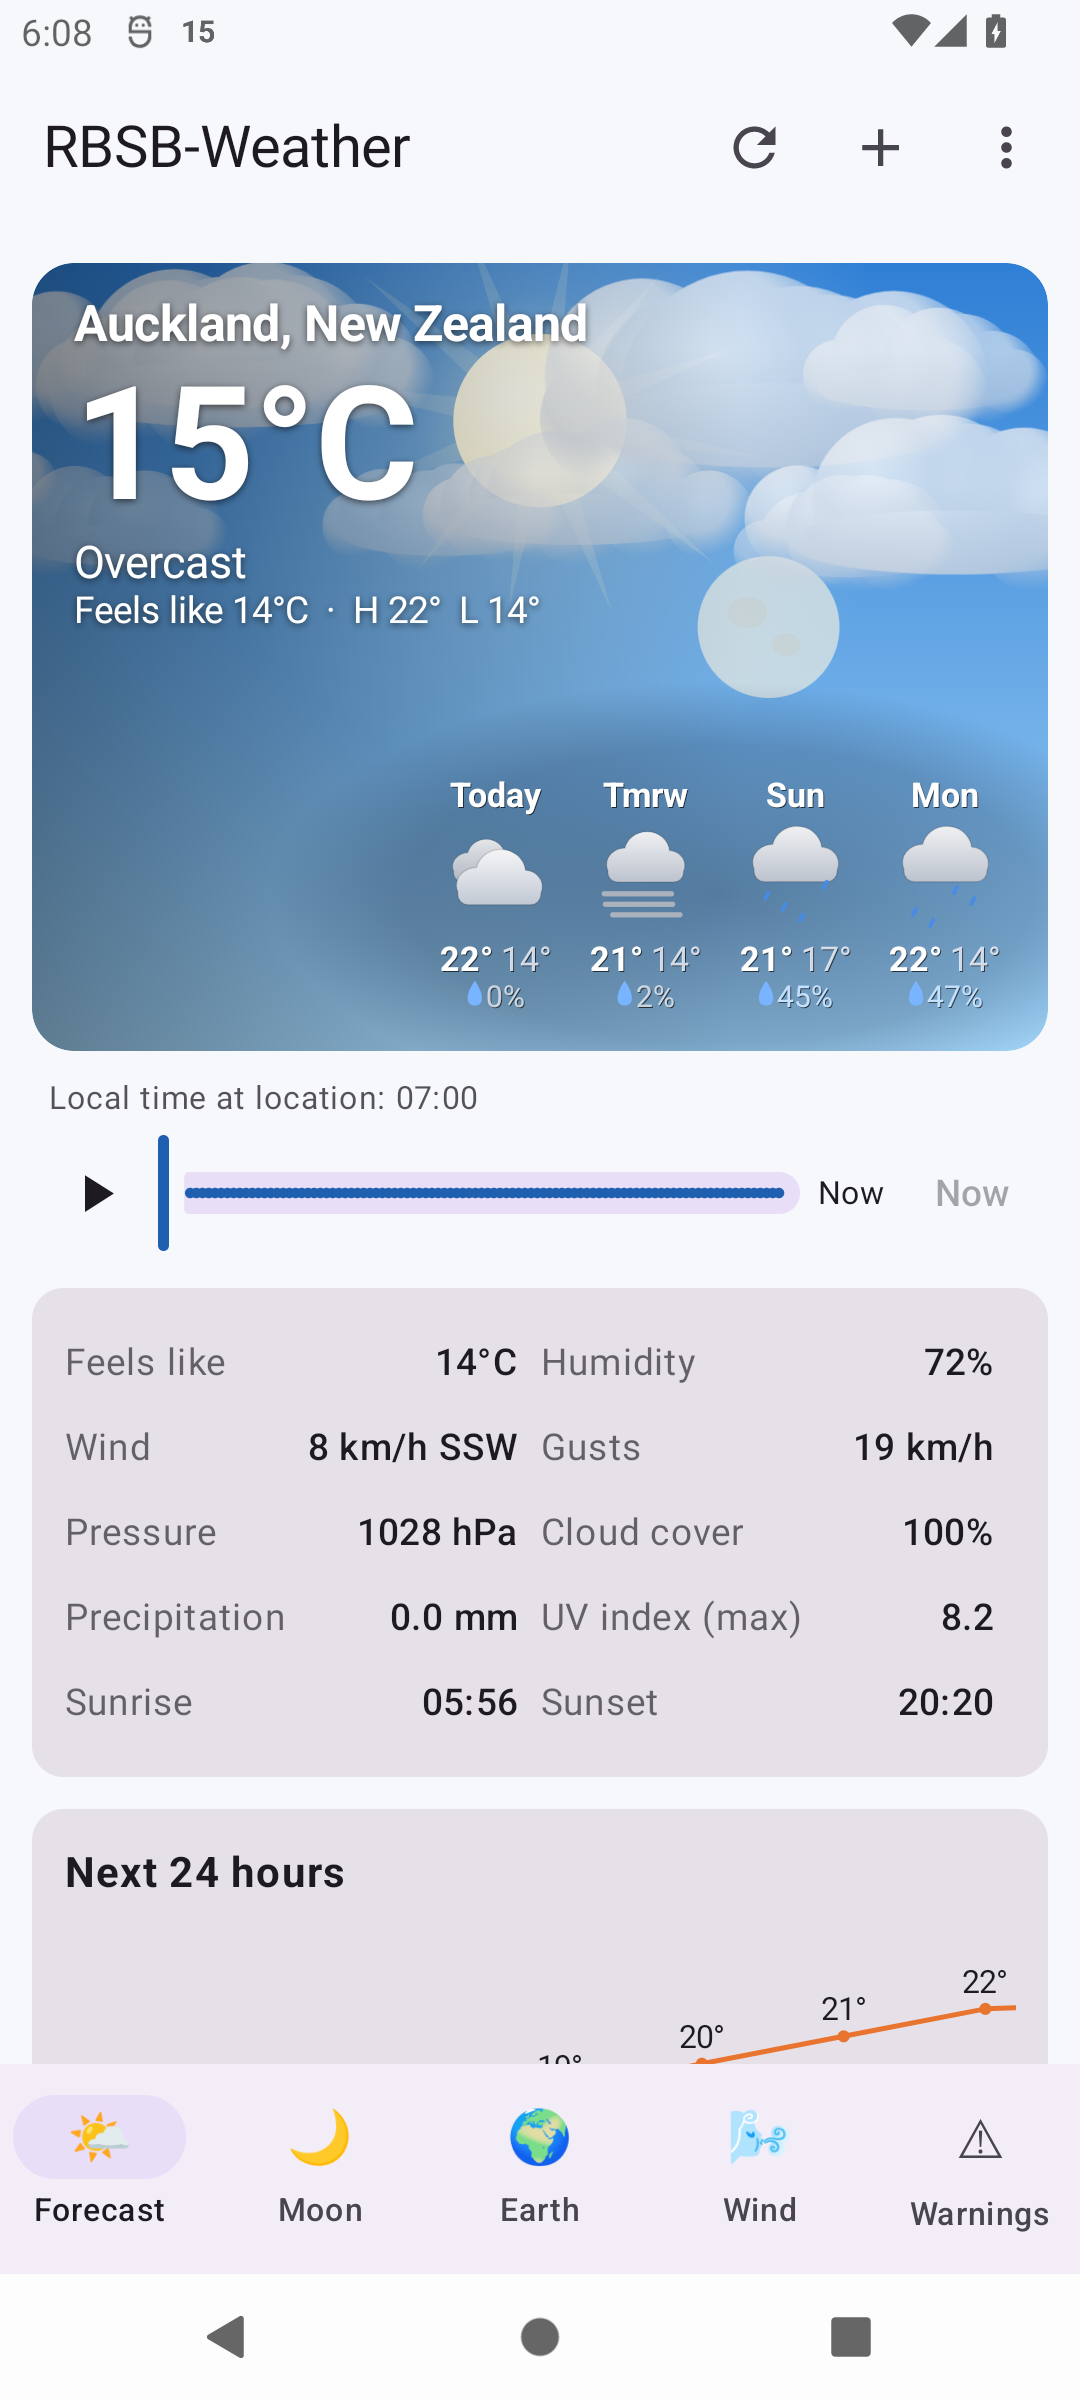 6:08 15
RBSB-Weather
Auckland, New Zealand
15°C
Overcast
Feels like 14°C · H 22° L 14°
Today Tmrw Sun Mon
22° 14° 21° 14° 21° 17° 22° 14°
0% 2% 45% 47%
Local time at location: 07:00
Now Now
Feels like 14°C Humidity 72%
Wind 8 km/h SSW Gusts 19 km/h
Pressure 1028 hPa Cloud cover 100%
Precipitation 0.0 mm UV index (max) 8.2
Sunrise 05:56 Sunset 20:20
Next 24 hours
22°
21°
20°
Forecast Moon Earth Wind Warnings